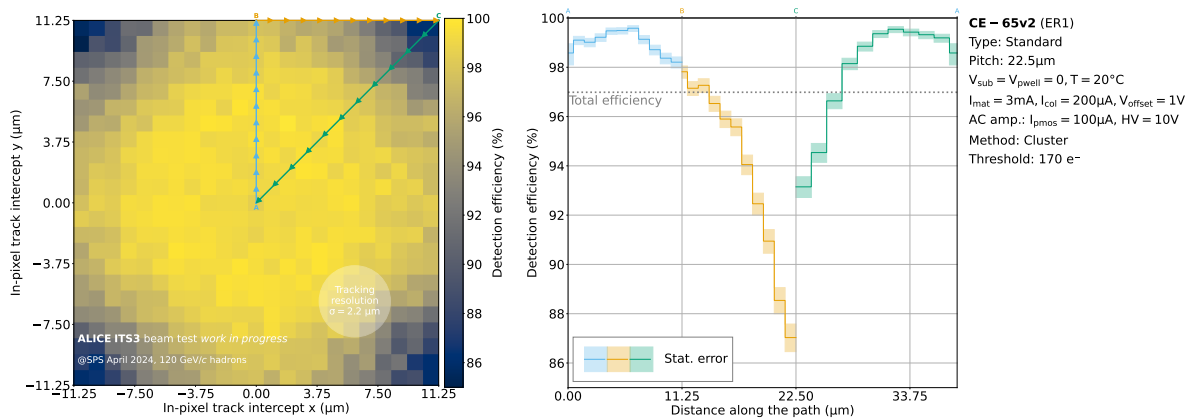 B
C
A
11.25
7.50
3.75
0.00
−3.75
−7.50
−11.25
In-pixel track intercept y (μm)
Tracking
resolution
σ = 2.2 μm
ALICE ITS3 beam test work in progress
@SPS April 2024, 120 GeV/c hadrons
−11.25 −7.50 −3.75 0.00 3.75 7.50 11.25
In-pixel track intercept x (μm)
100
98
96
94
92
90
88
86
Detection efficiency (%)
A B C A
100
98
96
94
92
90
88
86
85
Detection efficiency (%)
Total efficiency
Stat. error
0.00 11.25 22.50 33.75
Distance along the path (μm)
CE − 65v2 (ER1)
Type: Standard
Pitch: 22.5μm
Vsub = Vpwell = 0, T = 20°C
Imat = 3mA, Icol = 200μA, Voffset = 1V
AC amp.: Ipmos = 100μA, HV = 10V
Method: Cluster
Threshold: 170 e⁻